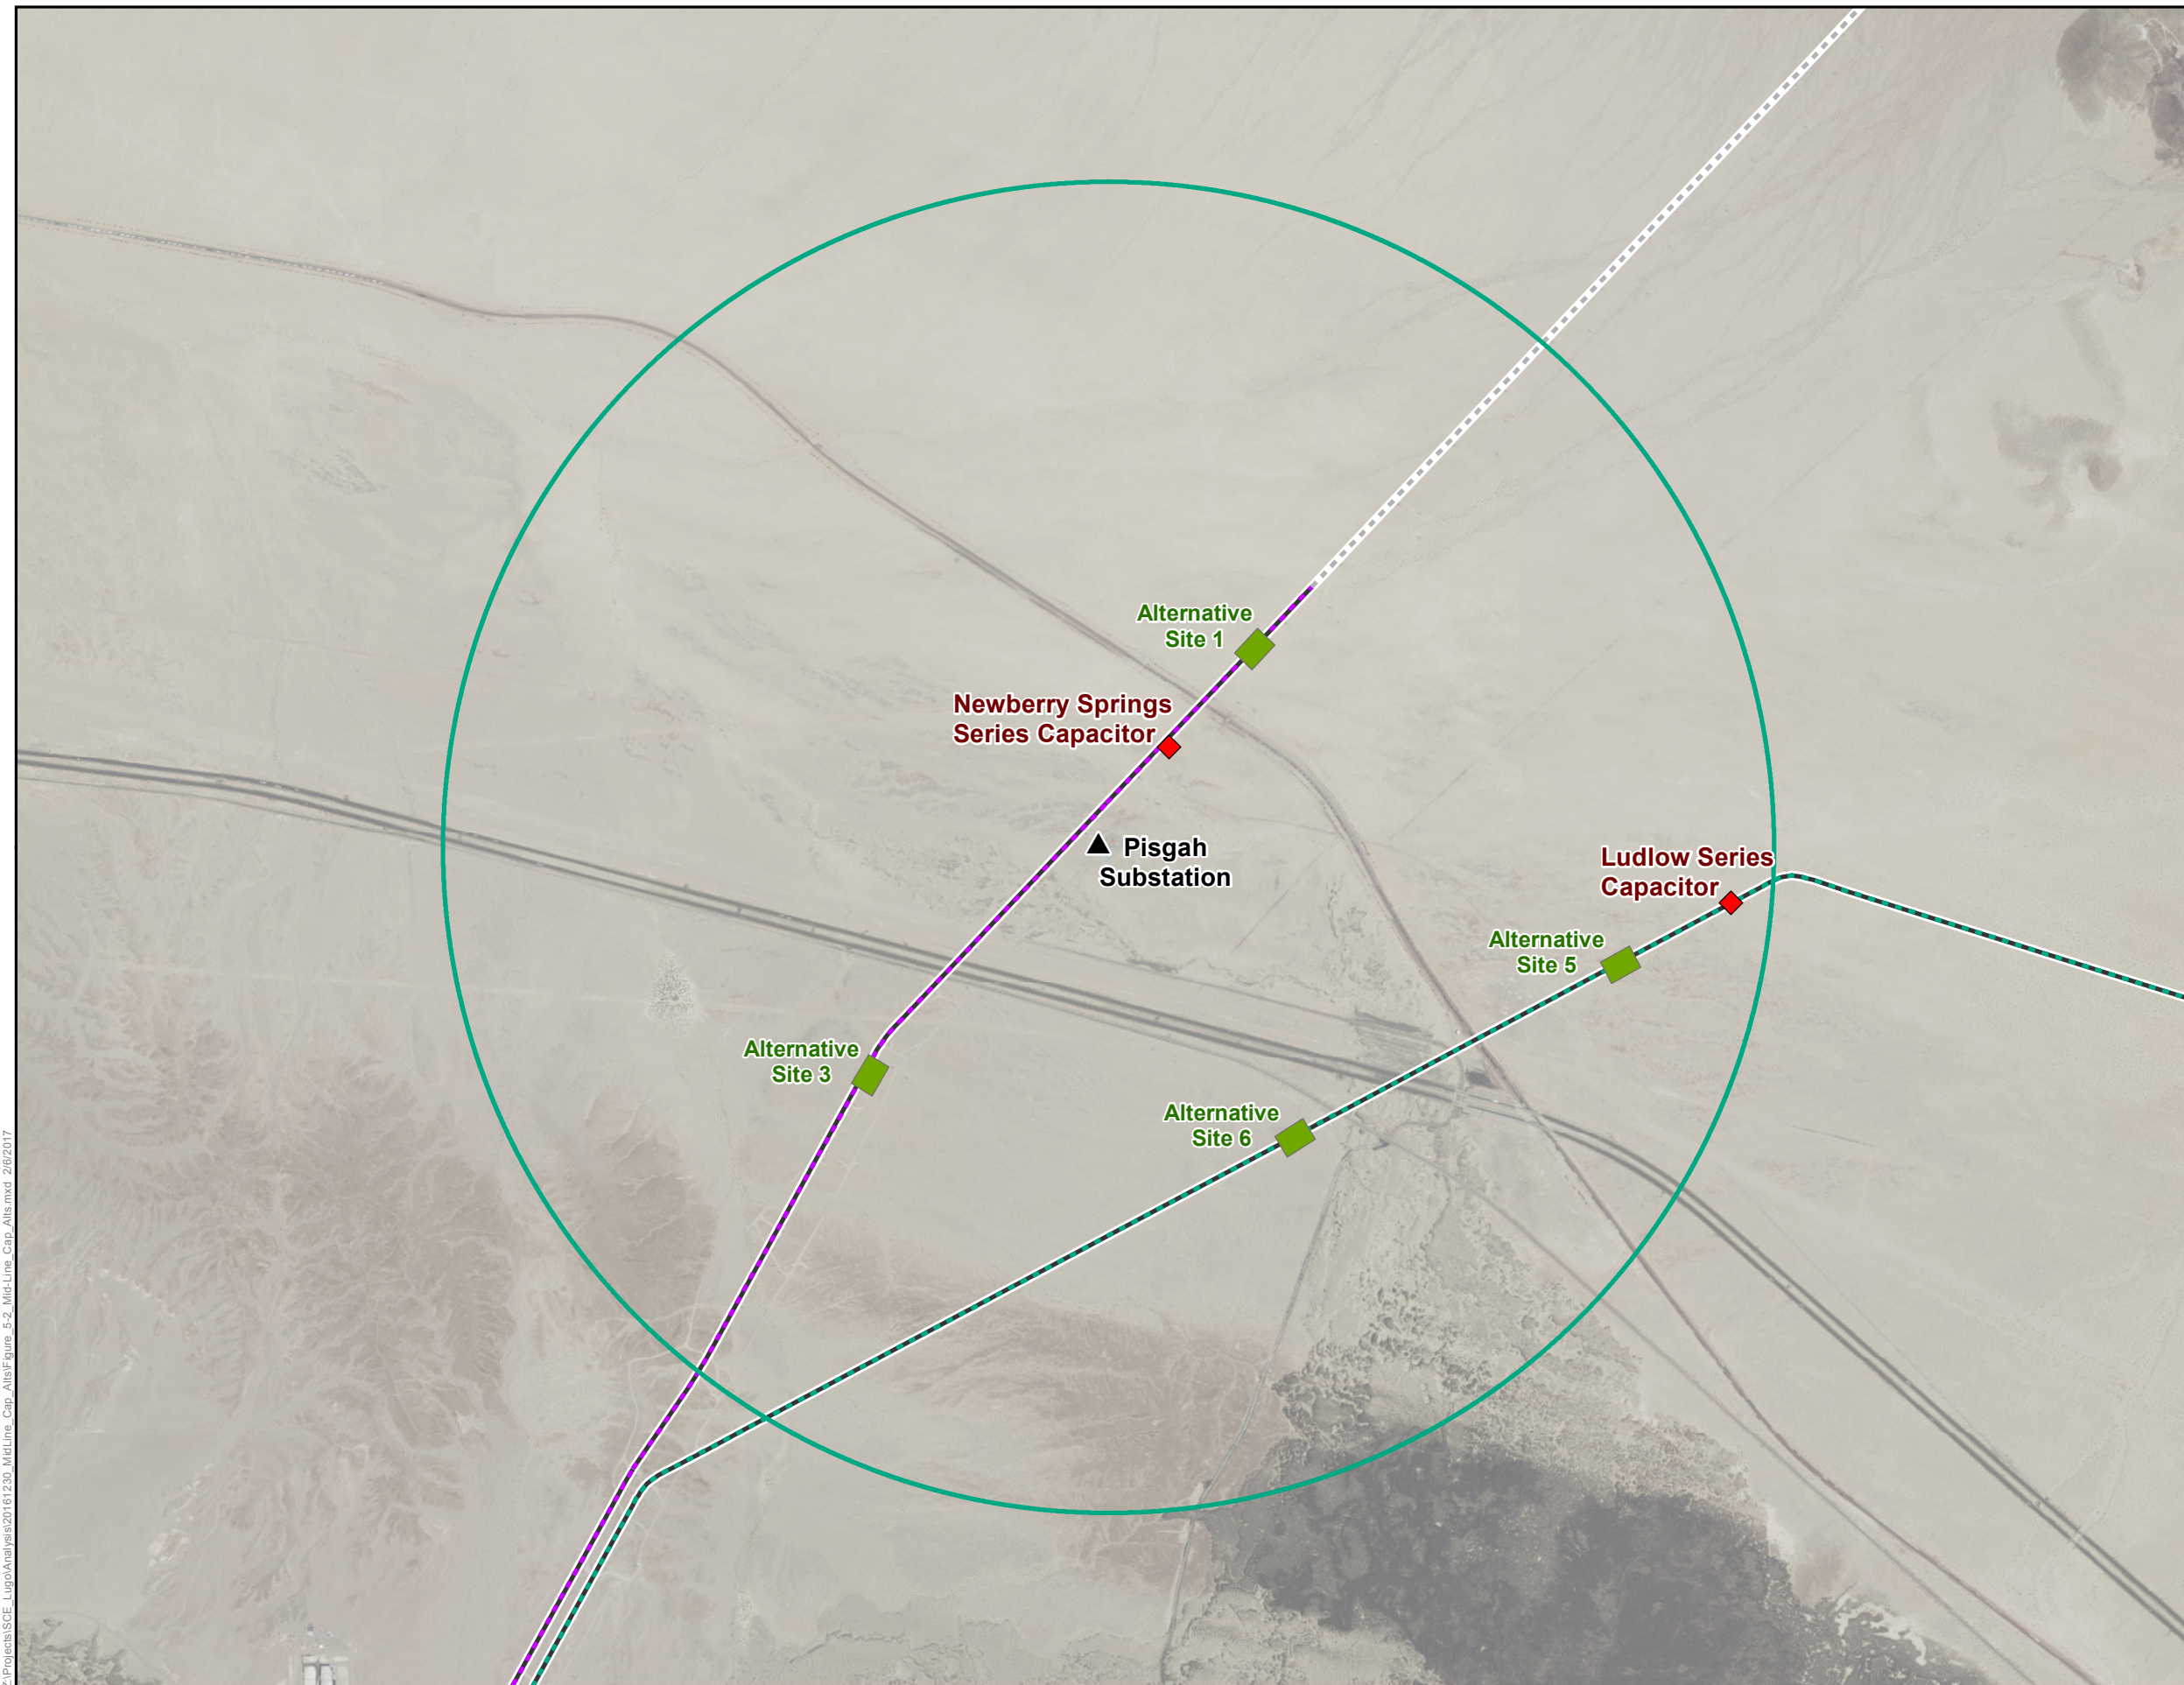 Alternative
Site 1
Newberry Springs
Series Capacitor
Pisgah
Substation
Ludlow Series
Capacitor
Alternative
Site 5
Alternative
Site 3
Alternative
Site 6
Z:\Projects\SCE_Lugo\Analysis\20161230_MidLine_Cap_Alts\Figure_5-2_Mid-Line_Cap_Alts.mxd 2/6/2017